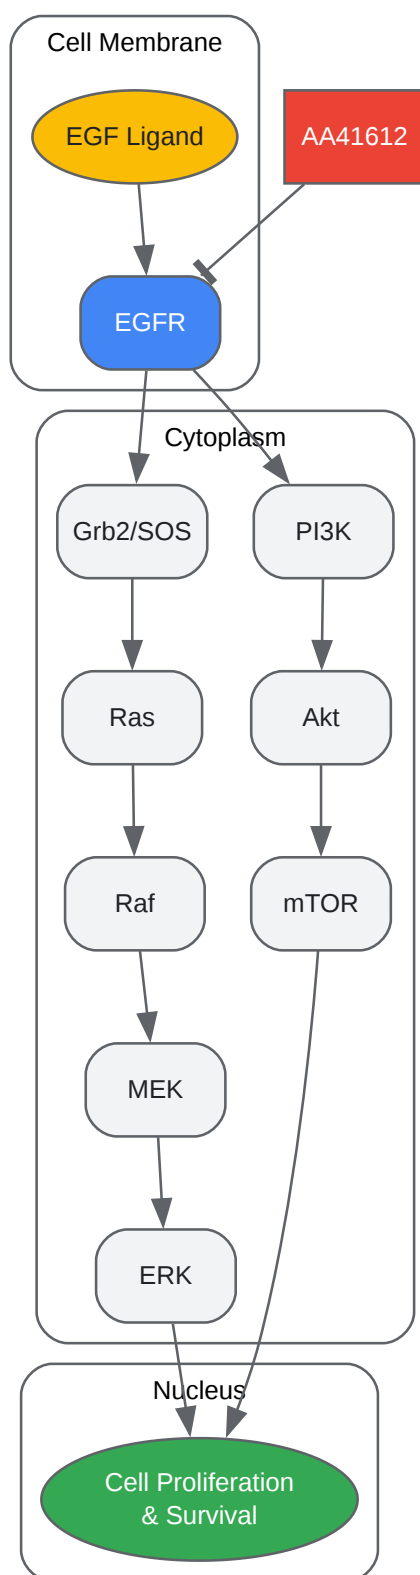 Cell Membrane
EGF Ligand
AA41612
EGFR
Cytoplasm
Grb2/SOS
PI3K
Ras
Akt
Raf
mTOR
MEK
ERK
Nucleus
Cell Proliferation
& Survival